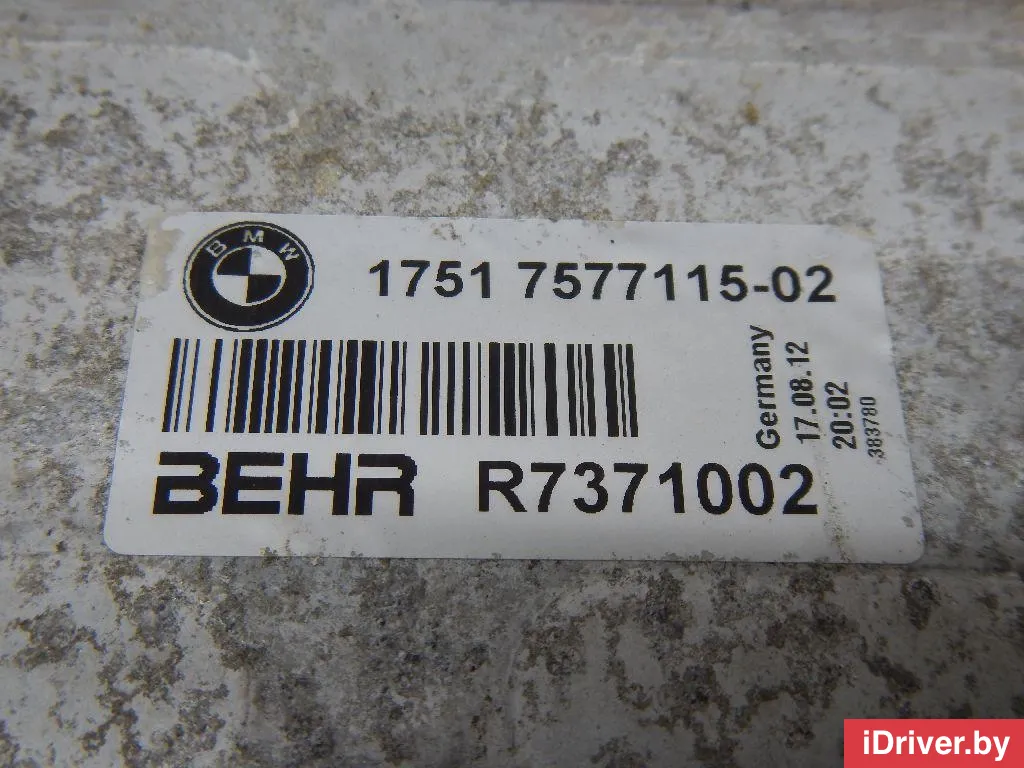 BMW
1751 7577115-02
Germany
17.08.12
20:02
383780
BEHR R7371002
iDriver.by